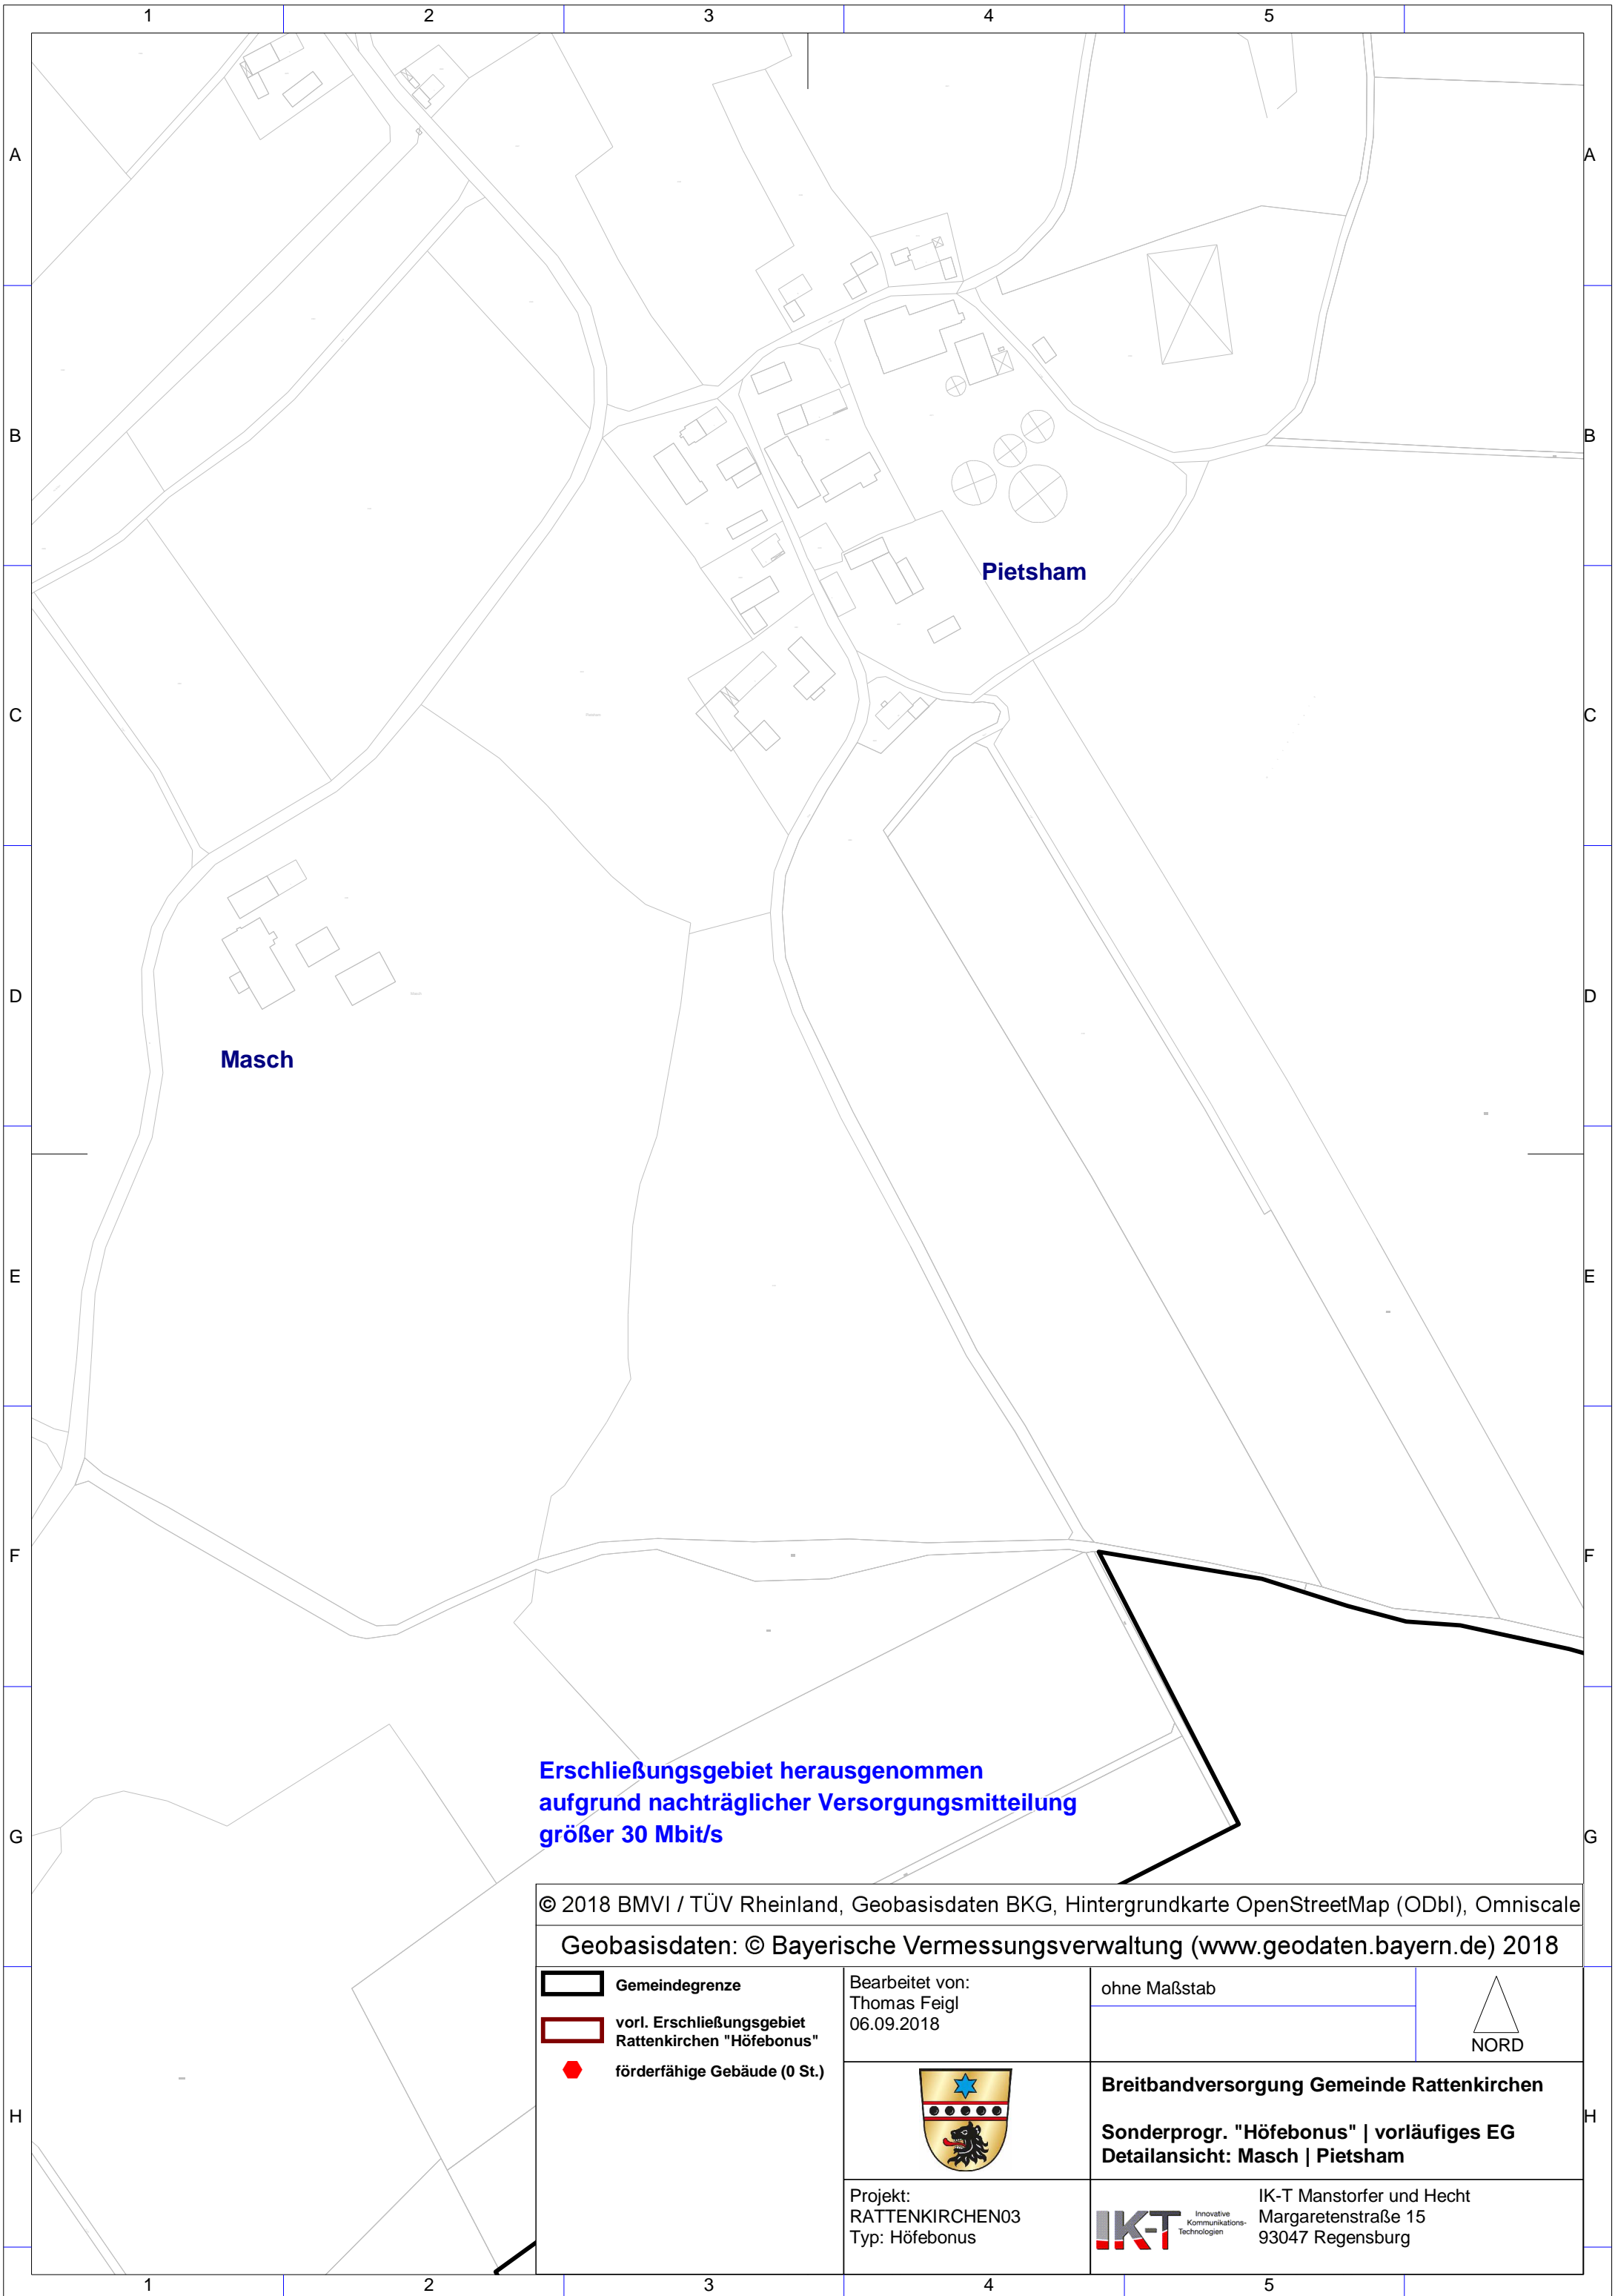 1 2 3 4 5
A A
B B
Pietsham
C C
D D
Masch
E E
F F
Erschließungsgebiet herausgenommen
aufgrund nachträglicher Versorgungsmitteilung
größer 30 Mbit/s
G G
© 2018 BMVI / TÜV Rheinland, Geobasisdaten BKG, Hintergrundkarte OpenStreetMap (ODbl), Omniscale
Geobasisdaten: © Bayerische Vermessungsverwaltung (www.geodaten.bayern.de) 2018
Gemeindegrenze
vorl. Erschließungsgebiet
Rattenkirchen "Höfebonus"
förderfähige Gebäude (0 St.)
Bearbeitet von:
Thomas Feigl
06.09.2018
ohne Maßstab
NORD
H H
Breitbandversorgung Gemeinde Rattenkirchen
Sonderprogr. "Höfebonus" | vorläufiges EG
Detailansicht: Masch | Pietsham
Projekt:
RATTENKIRCHEN03
Typ: Höfebonus
IK-T
Innovative
Kommunikations-
Technologien
IK-T Manstorfer und Hecht
Margaretenstraße 15
93047 Regensburg
1 2 3 4 5